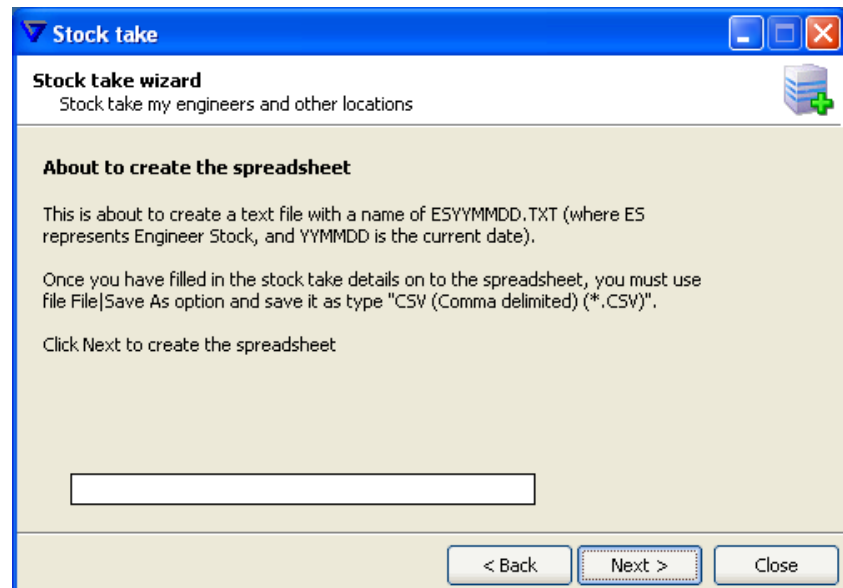 Stock take
Stock take wizard
Stock take my engineers and other locations
About to create the spreadsheet
This is about to create a text file with a name of ESYYMMDD.TXT (where ES
represents Engineer Stock, and YYMMDD is the current date).
Once you have filled in the stock take details on to the spreadsheet, you must use
file File|Save As option and save it as type "CSV (Comma delimited) (*.CSV)".
Click Next to create the spreadsheet
< Back
Next >
Close